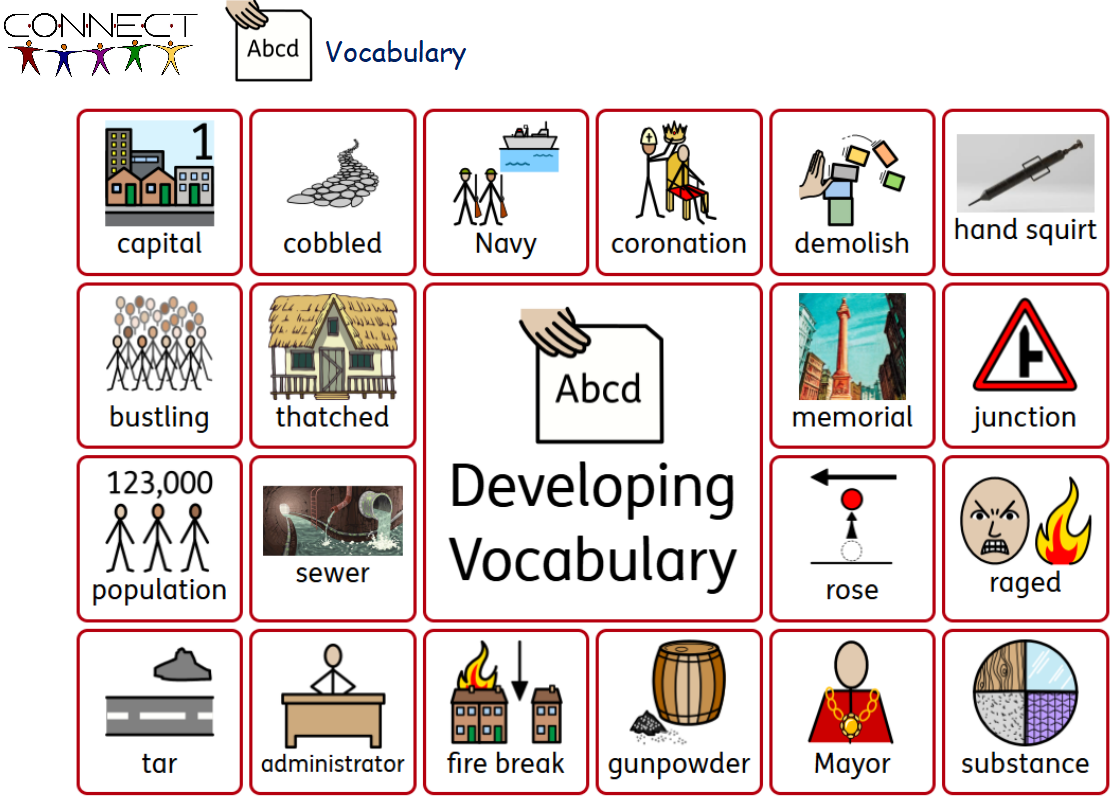 CONNECT
Abcd
Vocabulary
1
capital
cobbled
Navy
coronation
demolish
hand squirt
bustling
thatched
Abcd
Developing
Vocabulary
memorial
junction
123,000
population
sewer
rose
raged
tar
administrator
fire break
gunpowder
Mayor
substance